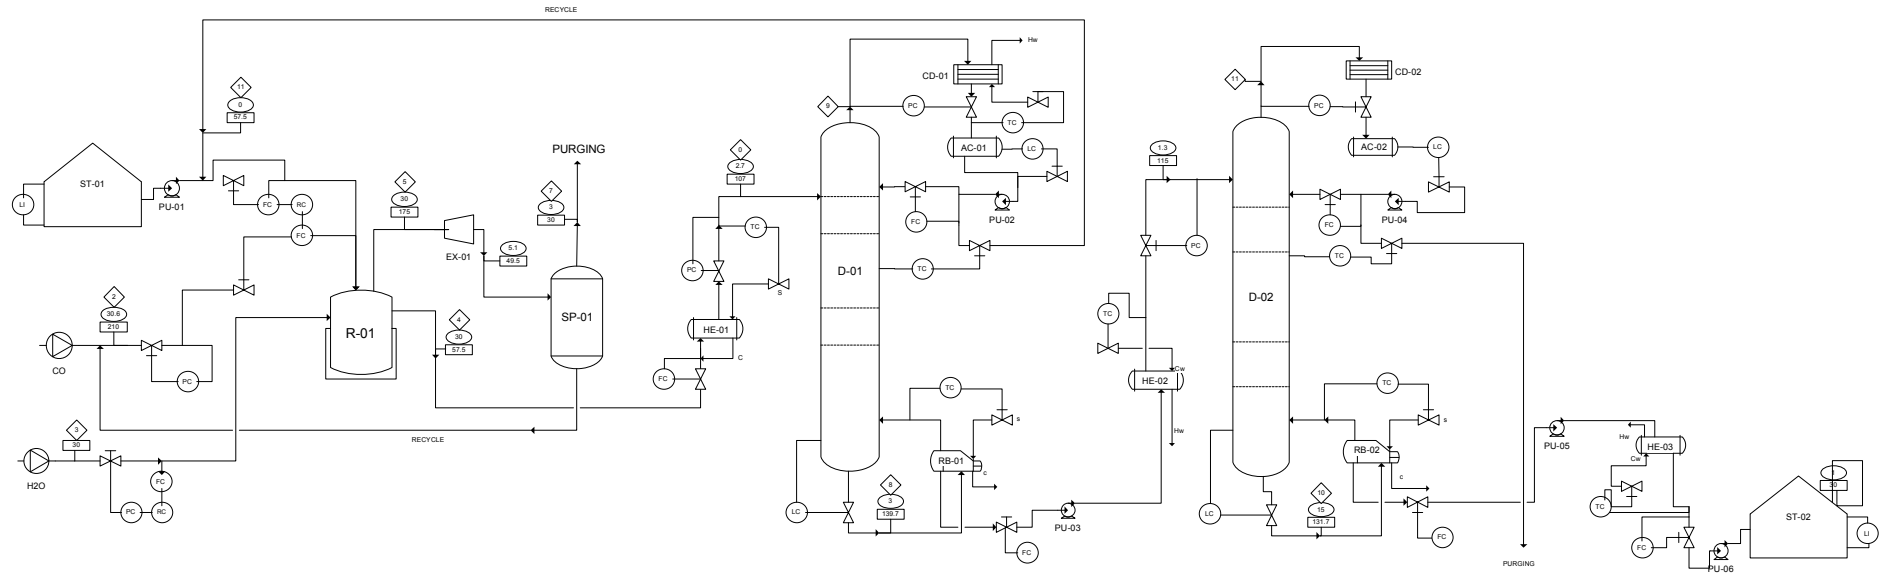 RECYCLE
11
0
57.5
ST-01
LI
PU-01
FC
RC
FC
5
30
175
EX-01
5.1
49.5
PURGING
7
3
30
SP-01
2
30.6
210
CO
PC
R-01
4
30
57.5
RECYCLE
3
30
H2O
FC
PC
RC
0
2.7
107
TC
PC
S
HE-01
C
FC
9
CD-01
Hw
PC
TC
AC-01
LC
PU-02
FC
TC
D-01
TC
s
RB-01
c
LC
8
3
139.7
FC
PU-03
1.3
115
PC
TC
Cw
HE-02
Hw
11
CD-02
PC
AC-02
LC
PU-04
FC
TC
D-02
TC
s
RB-02
c
LC
10
15
131.7
FC
PURGING
PU-05
Hw
HE-03
Cw
TC
FC
PU-06
30
ST-02
LI